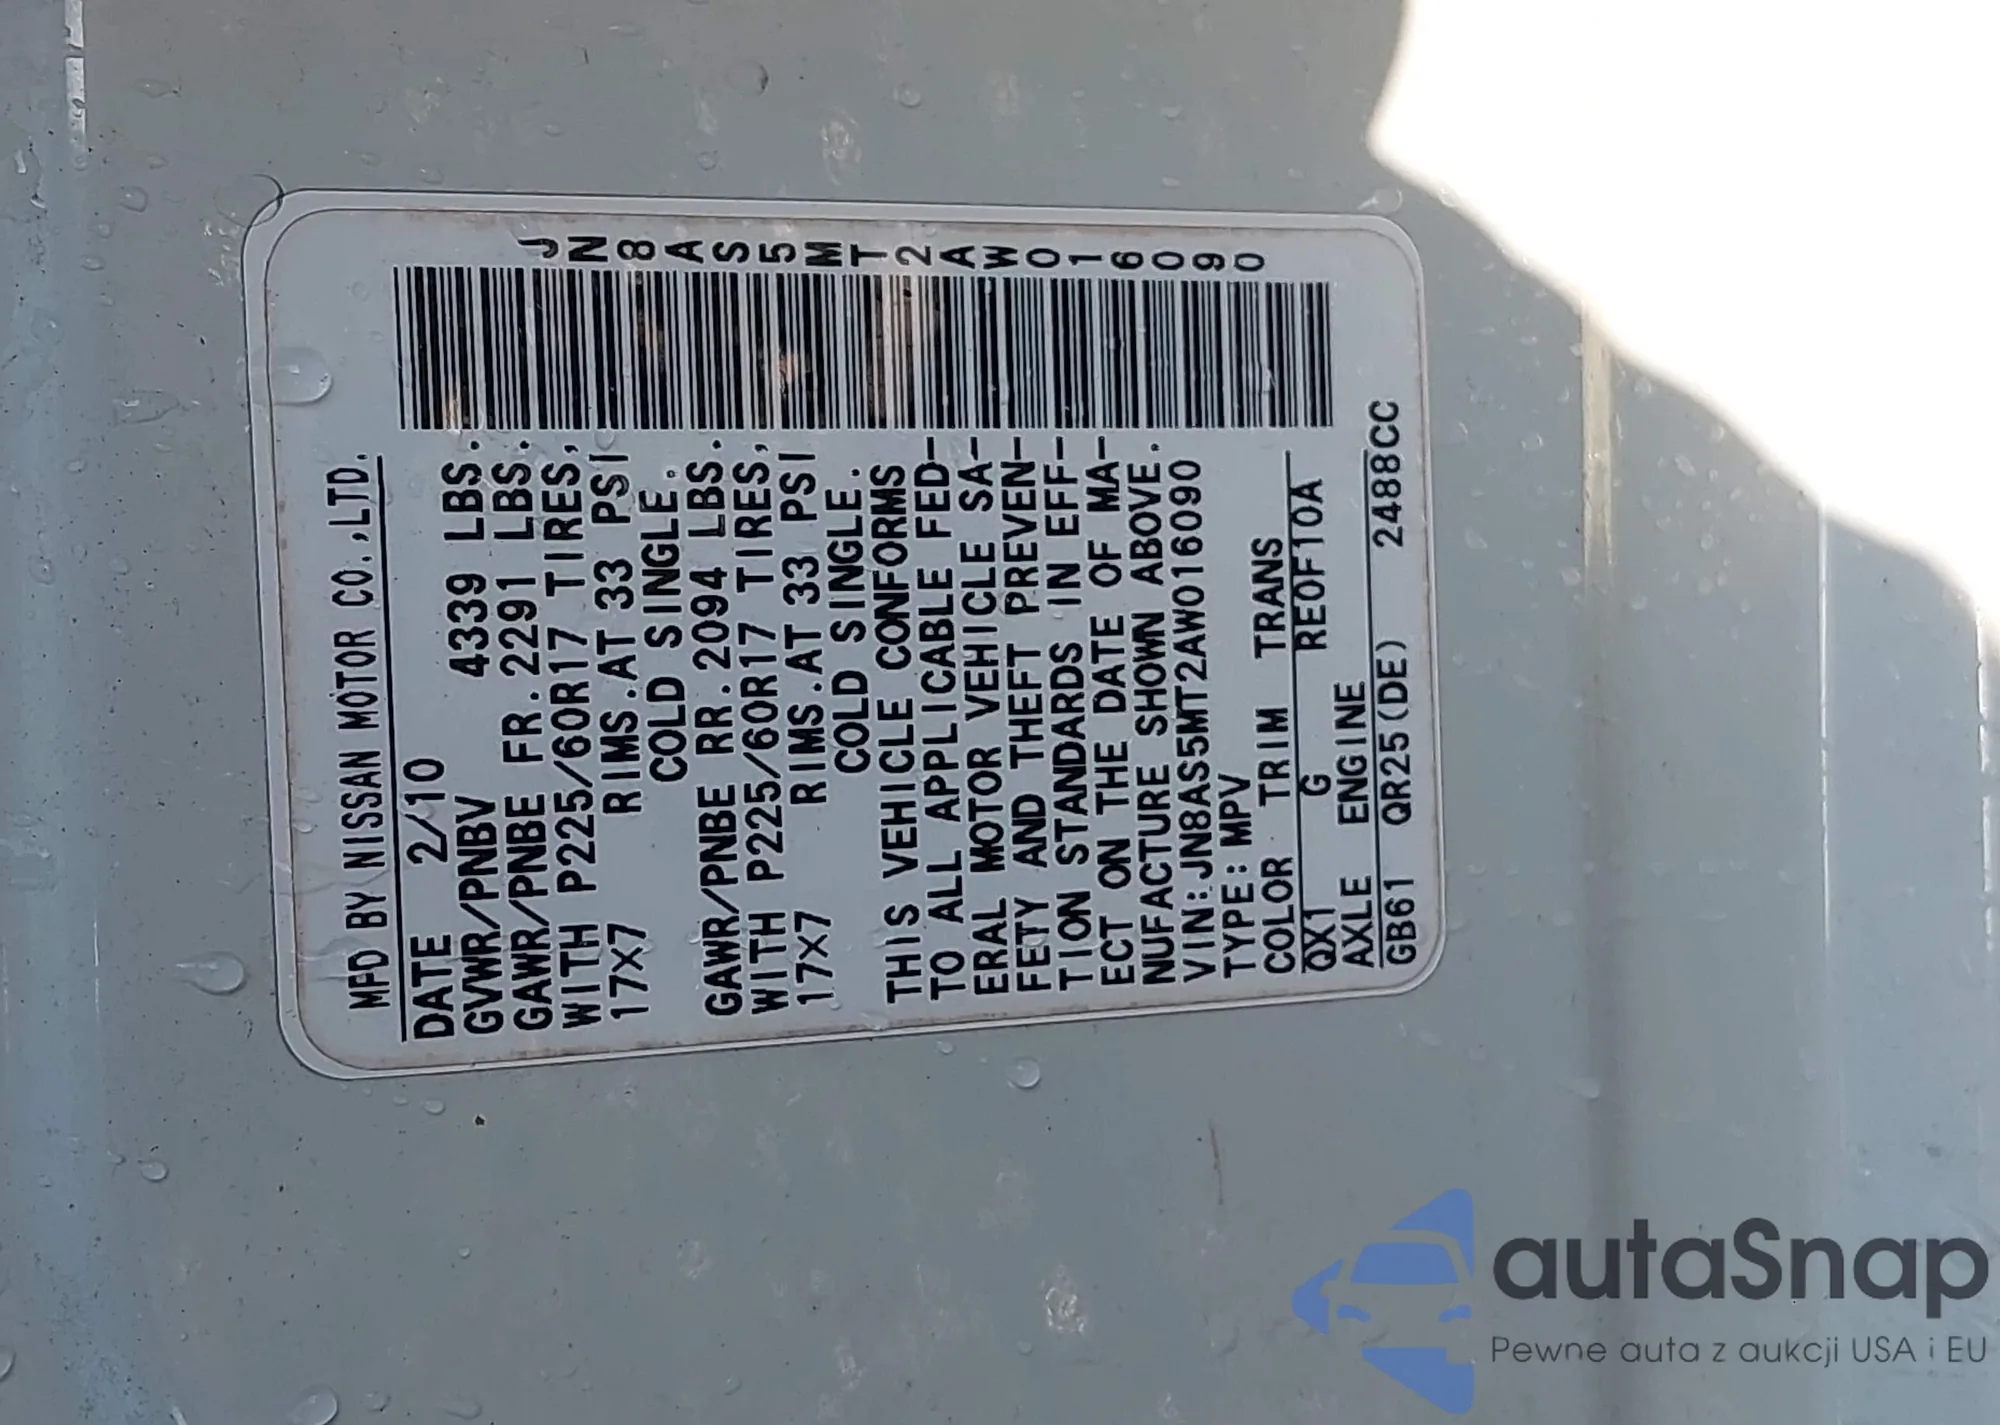 MFD BY NISSAN MOTOR CO.,LTD.
DATE 2/10
GVWR/PNBV 4339 LBS.
GAWR/PNBE FR.2291 LBS.
WITH P225/60R17 TIRES,
17X7 RIMS.AT 33 PSI
COLD SINGLE.
GAWR/PNBE RR.2094 LBS.
WITH P225/60R17 TIRES,
17X7 RIMS.AT 33 PSI
COLD SINGLE.
THIS VEHICLE CONFORMS
TO ALL APPLICABLE FED-
ERAL MOTOR VEHICLE SA-
FETY AND THEFT PREVEN-
TION STANDARDS IN EFF-
ECT ON THE DATE OF MA-
NUFACTURE SHOWN ABOVE.
VIN:JN8AS5MT2AW016090
TYPE:MPV
COLOR TRIM TRANS
QX1 G RE0F10A
AXLE ENGINE
GB61 QR25(DE) 2488CC
JN8AS5MT2AW016090
autaSnap
Pewne auta z aukcji USA i EU